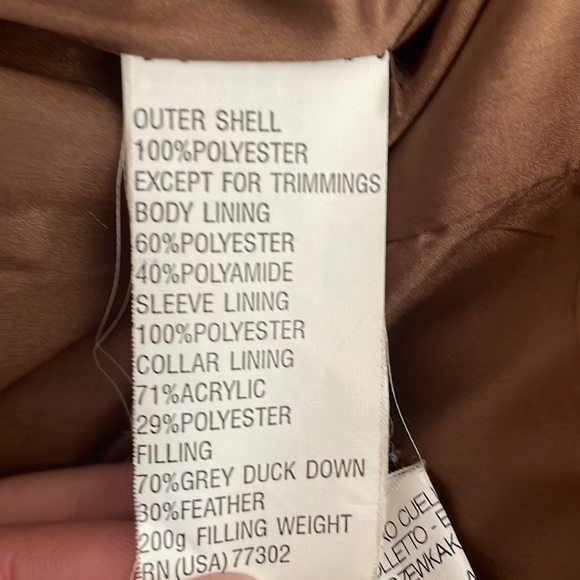 OUTER SHELL
100%POLYESTER
EXCEPT FOR TRIMMINGS
BODY LINING
60%POLYESTER
40%POLYAMIDE
SLEEVE LINING
100%POLYESTER
COLLAR LINING
71%ACRYLIC
29%POLYESTER
FILLING
70%GREY DUCK DOWN
30%FEATHER
200g FILLING WEIGHT
RN (USA) 77302